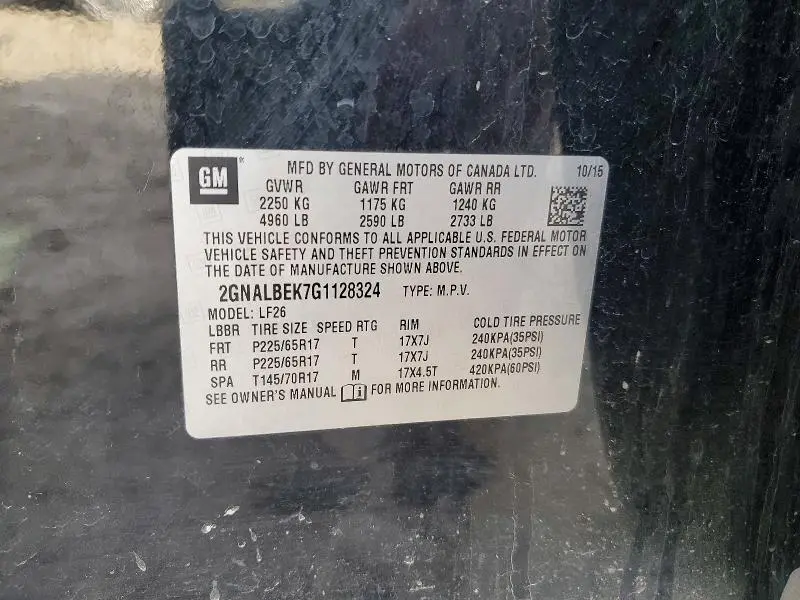 GM
MFD BY GENERAL MOTORS OF CANADA LTD. 10/15
GVWR GAWR FRT GAWR RR
2250 KG 1175 KG 1240 KG
4960 LB 2590 LB 2733 LB
THIS VEHICLE CONFORMS TO ALL APPLICABLE U.S. FEDERAL MOTOR
VEHICLE SAFETY AND THEFT PREVENTION STANDARDS IN EFFECT ON
THE DATE OF MANUFACTURE SHOWN ABOVE.
2GNALBEK7G1128324 TYPE: M.P.V.
MODEL: LF26
LBBR TIRE SIZE SPEED RTG RIM COLD TIRE PRESSURE
FRT P225/65R17 T 17X7J 240KPA(35PSI)
RR P225/65R17 T 17X7J 240KPA(35PSI)
SPA T145/70R17 M 17X4.5T 420KPA(60PSI)
SEE OWNER'S MANUAL FOR MORE INFORMATION.